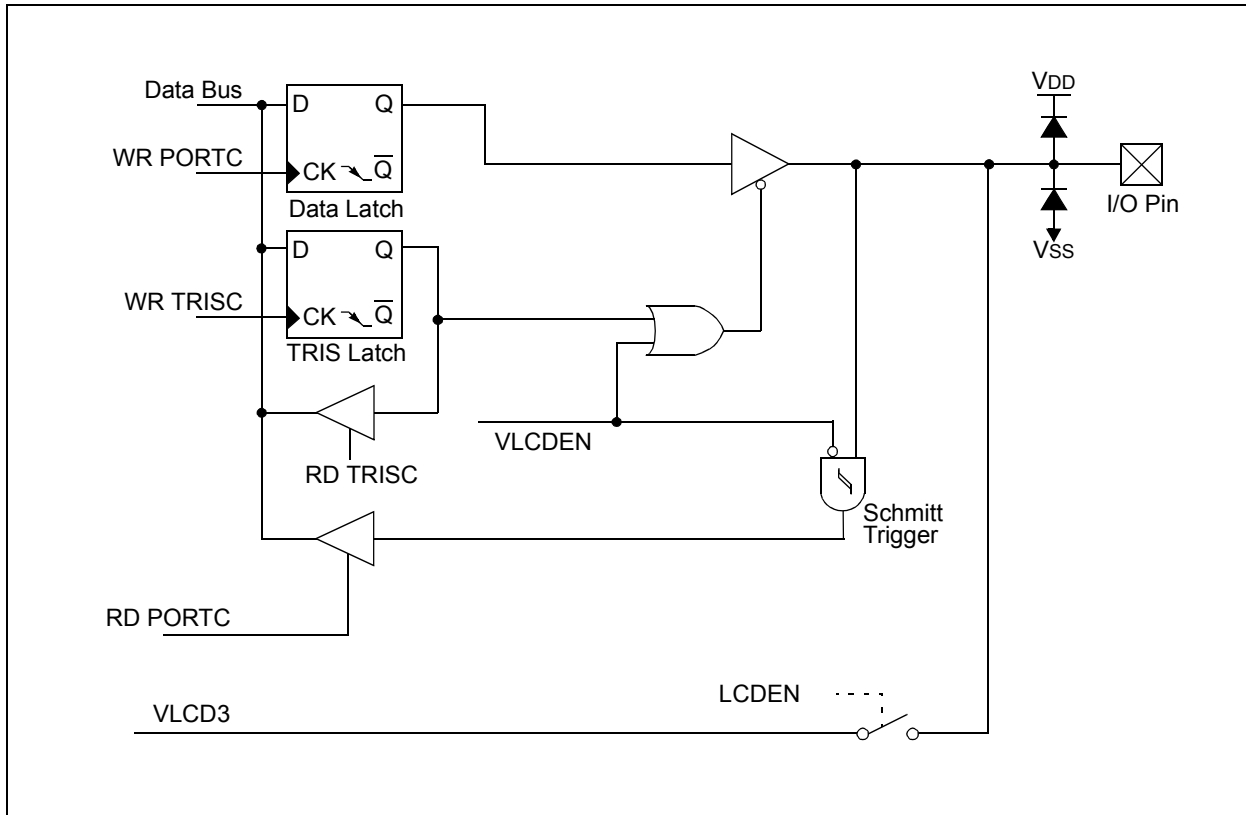 Data Bus
D Q
WR PORTC
CK Q
Data Latch
D Q
WR TRISC
CK Q
TRIS Latch
RD TRISC
VLCDEN
Schmitt
Trigger
RD PORTC
LCDEN
VLCD3
VDD
I/O Pin
VSS